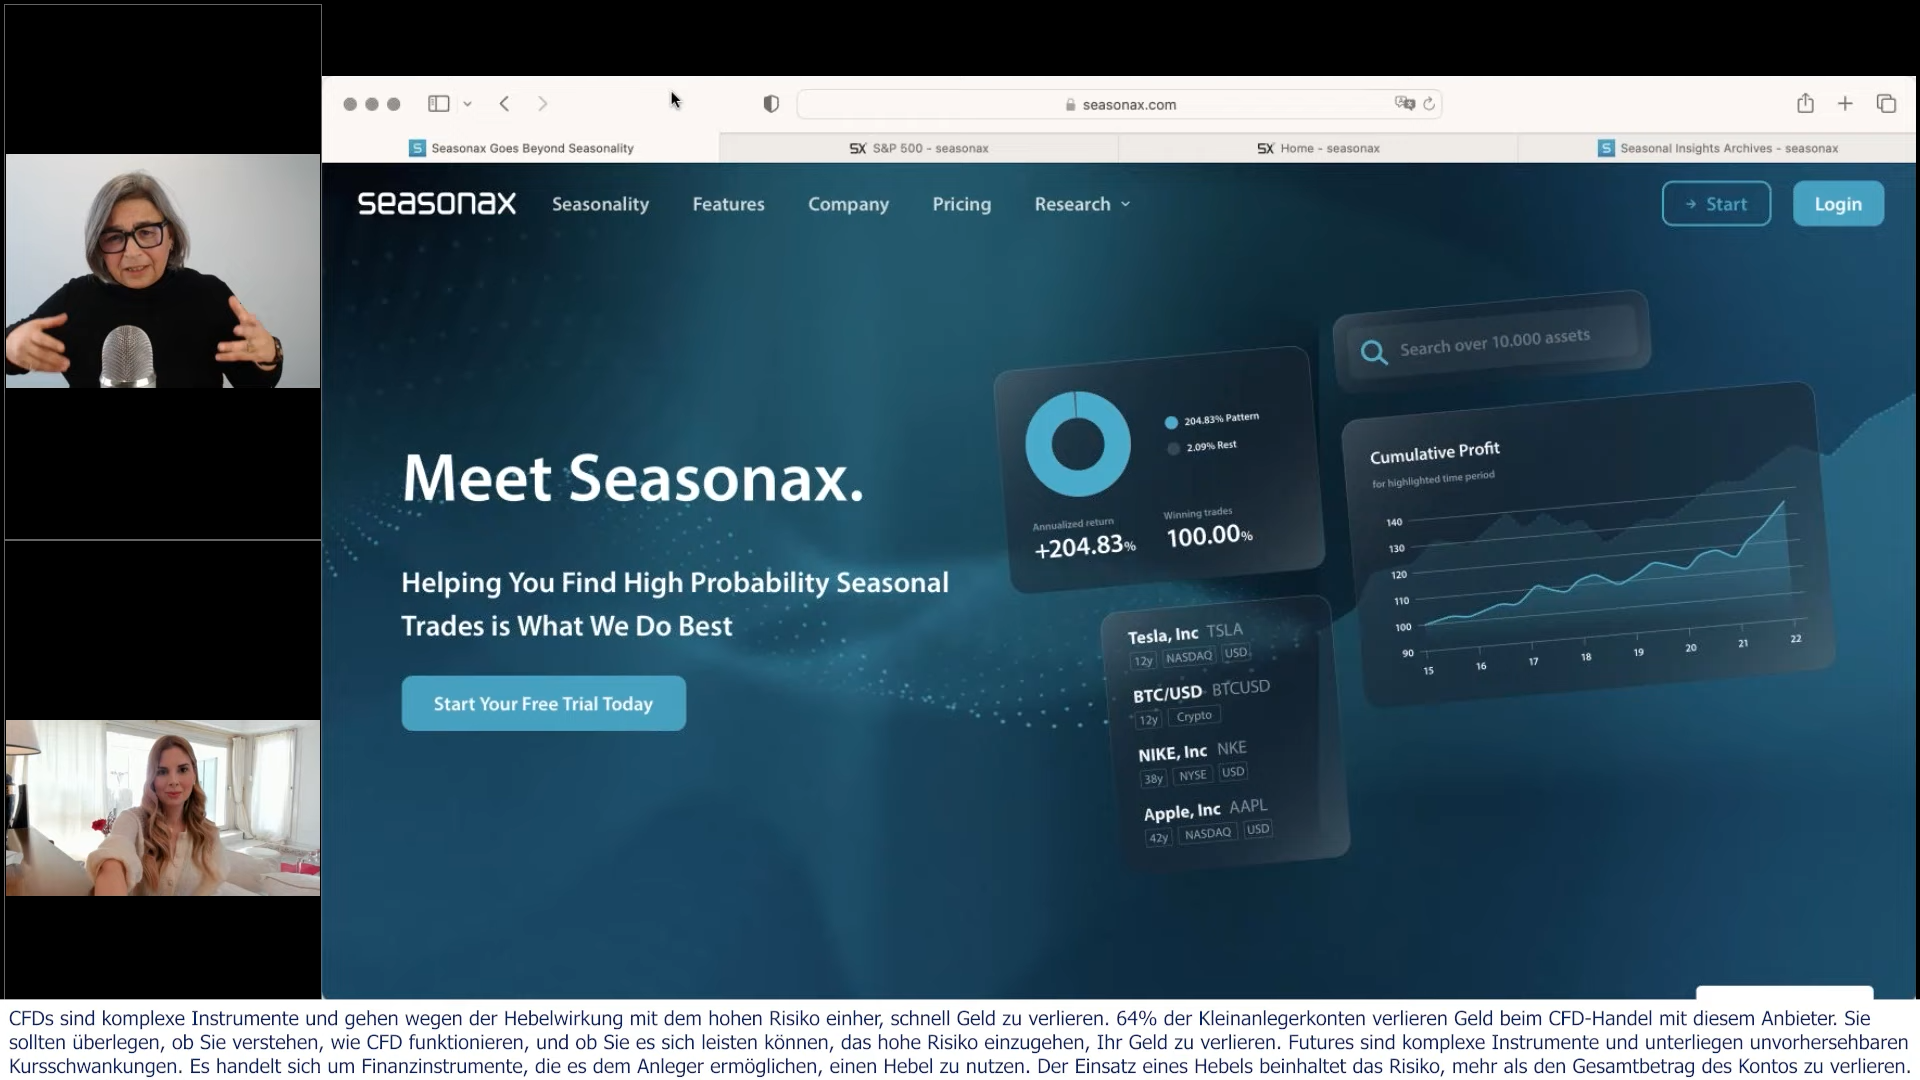 seasonax.com
Seasonax Goes Beyond Seasonality
SX S&P 500 - seasonax
SX Home - seasonax
Seasonal Insights Archives - seasonax
seasonax
Seasonality
Features
Company
Pricing
Research
Start
Login
Meet Seasonax.
Helping You Find High Probability Seasonal
Trades is What We Do Best
Start Your Free Trial Today
Search over 10.000 assets
204.83% Pattern
2.09% Rest
Annualized return
+204.83%
Winning trades
100.00%
Cumulative Profit
for highlighted time period
140
130
120
110
100
90
15 16 17 18 19 20 21 22
Tesla, Inc TSLA
12y NASDAQ USD
BTC/USD BTCUSD
12y Crypto
NIKE, Inc NKE
38y NYSE USD
Apple, Inc AAPL
42y NASDAQ USD
CFDs sind komplexe Instrumente und gehen wegen der Hebelwirkung mit dem hohen Risiko einher, schnell Geld zu verlieren. 64% der Kleinanlegerkonten verlieren Geld beim CFD-Handel mit diesem Anbieter. Sie
sollten überlegen, ob Sie verstehen, wie CFD funktionieren, und ob Sie es sich leisten können, das hohe Risiko einzugehen, Ihr Geld zu verlieren. Futures sind komplexe Instrumente und unterliegen unvorhersehbaren
Kursschwankungen. Es handelt sich um Finanzinstrumente, die es dem Anleger ermöglichen, einen Hebel zu nutzen. Der Einsatz eines Hebels beinhaltet das Risiko, mehr als den Gesamtbetrag des Kontos zu verlieren.